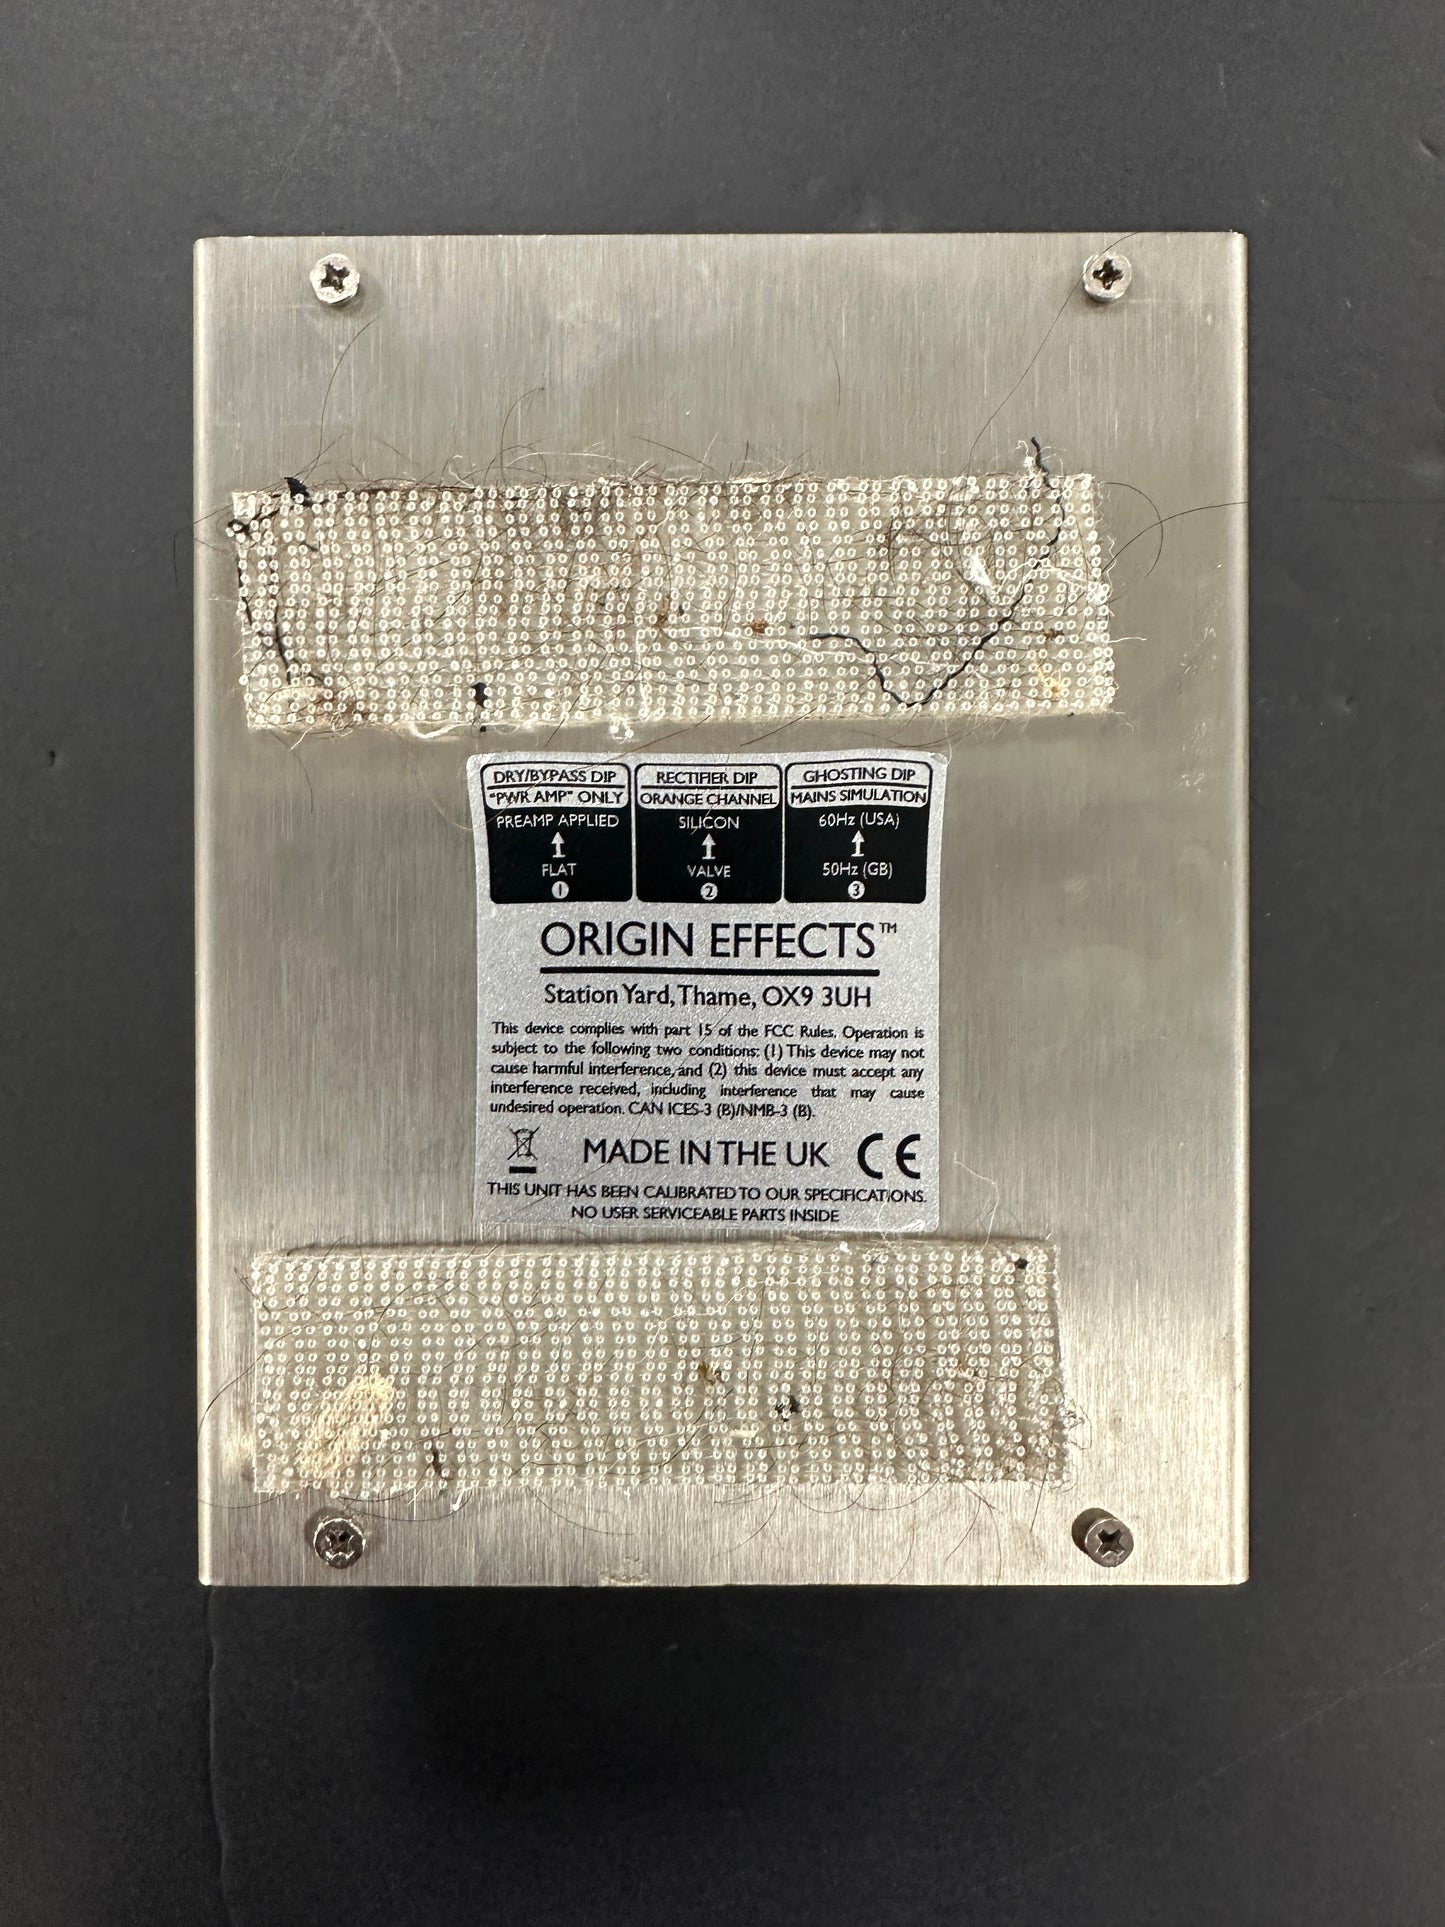 DRY/BYPASS DIP
"PWR AMP" ONLY
PREAMP APPLIED
FLAT
1
RECTIFIER DIP
ORANGE CHANNEL
SILICON
VALVE
2
GHOSTING DIP
MAINS SIMULATION
60Hz (USA)
50Hz (GB)
3
ORIGIN EFFECTS™
Station Yard, Thame, OX9 3UH
This device complies with part 15 of the FCC Rules. Operation is
subject to the following two conditions: (1) This device may not
cause harmful interference, and (2) this device must accept any
interference received, including interference that may cause
undesired operation. CAN ICES-3 (B)/NMB-3 (B).
MADE IN THE UK CE
THIS UNIT HAS BEEN CALIBRATED TO OUR SPECIFICATIONS.
NO USER SERVICEABLE PARTS INSIDE